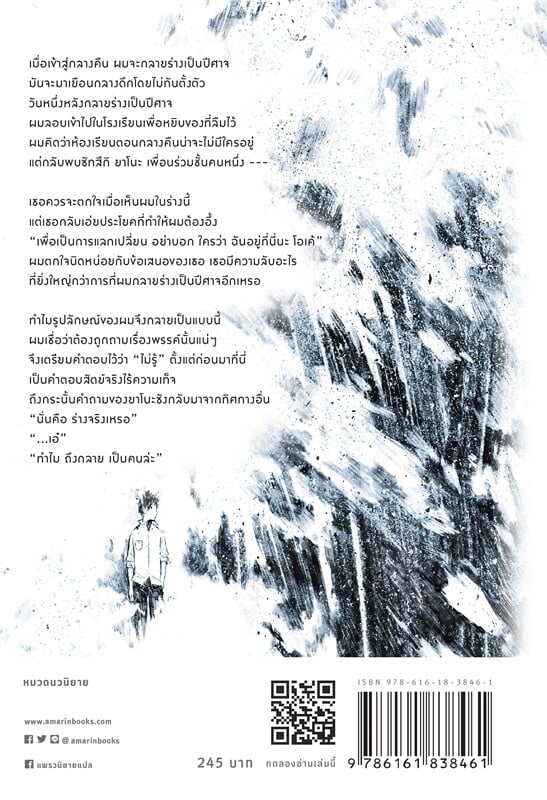 เมื่อเข้าสู่กลางคืน ผมจะกลายร่างเป็นปีศาจ
มันจะมาเยือนกลางดึกโดยไม่ทันตั้งตัว
วันหนึ่งหลังกลายร่างเป็นปีศาจ
ผมลอบเข้าไปในโรงเรียนเพื่อหยิบของที่ลืมไว้
ผมคิดว่าห้องเรียนตอนกลางคืนน่าจะไม่มีใครอยู่
แต่กลับพบซัทสึกิ ยาโนะ เพื่อนร่วมชั้นคนหนึ่ง ---
เธอควรจะตกใจเมื่อเห็นผมในร่างนี้
แต่เธอกลับเอ่ยประโยคที่ทำให้ผมต้องอึ้ง
“เพื่อเป็นการแลกเปลี่ยน อย่าบอก ใครว่า ฉันอยู่ที่นี่นะ โอเค้”
ผมตกใจนิดหน่อยกับข้อเสนอของเธอ เธอมีความลับอะไร
ที่ยิ่งใหญ่กว่าการที่ผมกลายร่างเป็นปีศาจอีกเหรอ
ทำไมรูปลักษณ์ของผมจึงกลายเป็นแบบนี้
ผมเชื่อว่าต้องถูกถามเรื่องพรรค์นั้นแน่ๆ
จึงเตรียมคำตอบไว้ว่า “ไม่รู้” ตั้งแต่ก่อนมาที่นี่
เป็นคำตอบสัตย์จริงไร้ความเท็จ
ถึงกระนั้นคำถามของยาโนะซังกลับมาจากทิศทางอื่น
“นั่นคือ ร่างจริงเหรอ”
“...เอ๋”
“ทำไม ถึงกลาย เป็นคนล่ะ”
หมวดนวนิยาย
www.amarinbooks.com
@amarinbooks
แพรวนิยายแปล
245 บาท
ทดลองอ่านเล่มนี้
ISBN 978-616-18-3846-1
9 786161 838461